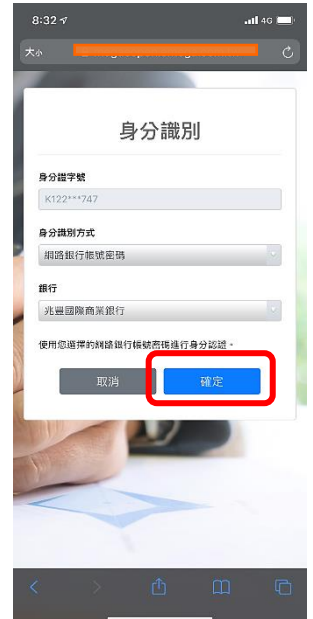 8:32
4G
大小
身分識別
身分證字號
K122***747
身分識別方式
網路銀行帳號密碼
銀行
兆豐國際商業銀行
使用您選擇的網路銀行帳號密碼進行身分認證。
取消
確定